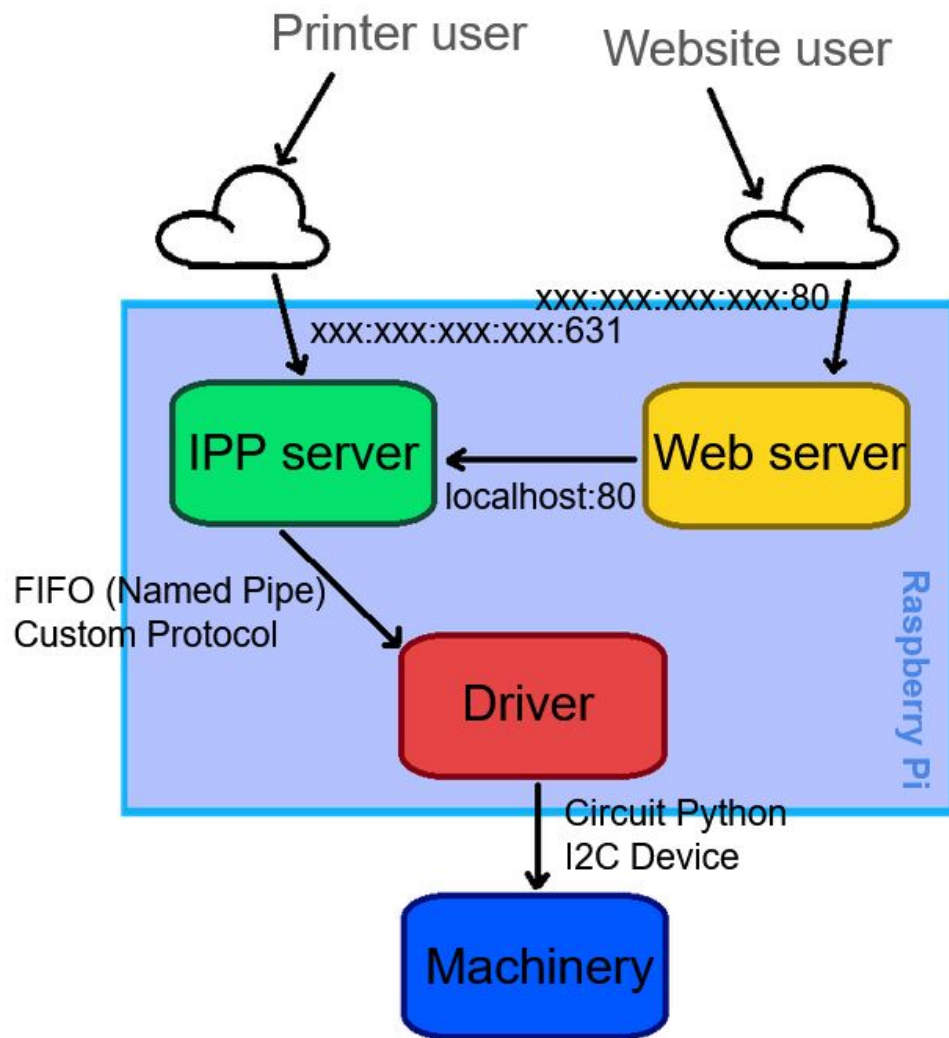 Printer user
Website user
xxx:xxx:xxx:xxx:80
xxx:xxx:xxx:xxx:631
IPP server
Web server
localhost:80
FIFO (Named Pipe)
Custom Protocol
Raspberry Pi
Driver
Circuit Python
I2C Device
Machinery